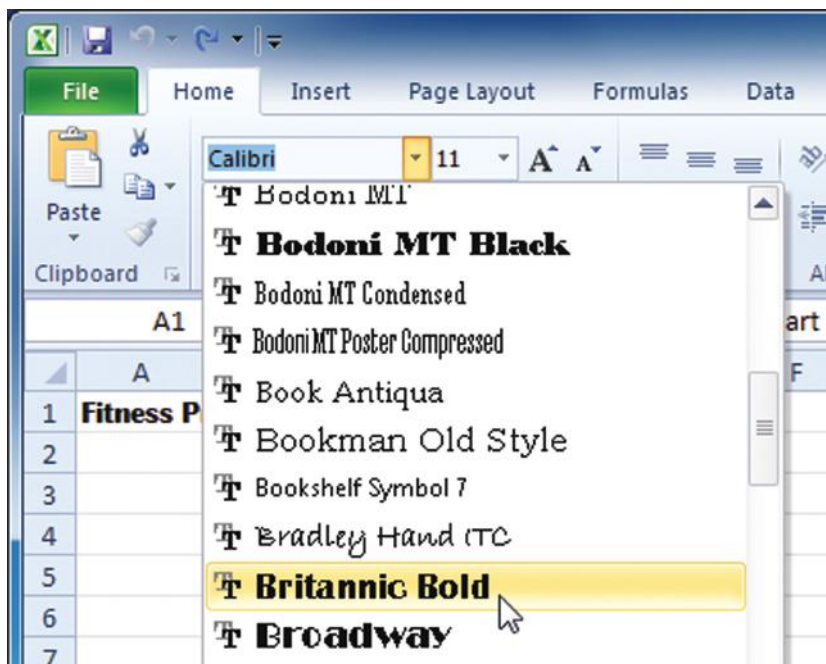 File Home Insert Page Layout Formulas Data
Calibri 11 A A
Paste
Clipboard
Bodoni MT
Bodoni MT Black
Bodoni MT Condensed
Bodoni MT Poster Compressed
Book Antiqua
Bookman Old Style
Bookshelf Symbol 7
Bradley Hand ITC
Britannic Bold
Broadway
A1 art
A F
1 Fitness P
2
3
4
5
6
7